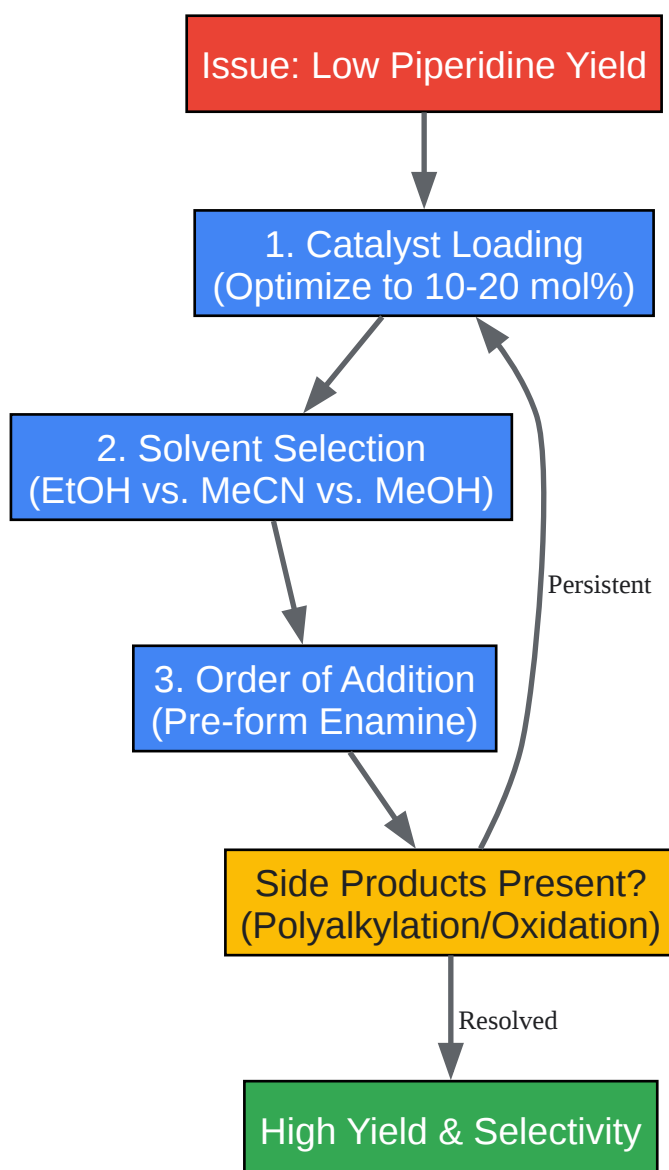 Issue: Low Piperidine Yield
1. Catalyst Loading
(Optimize to 10-20 mol%)
2. Solvent Selection
(EtOH vs. MeCN vs. MeOH)
Persistent
3. Order of Addition
(Pre-form Enamine)
Side Products Present?
(Polyalkylation/Oxidation)
Resolved
High Yield & Selectivity